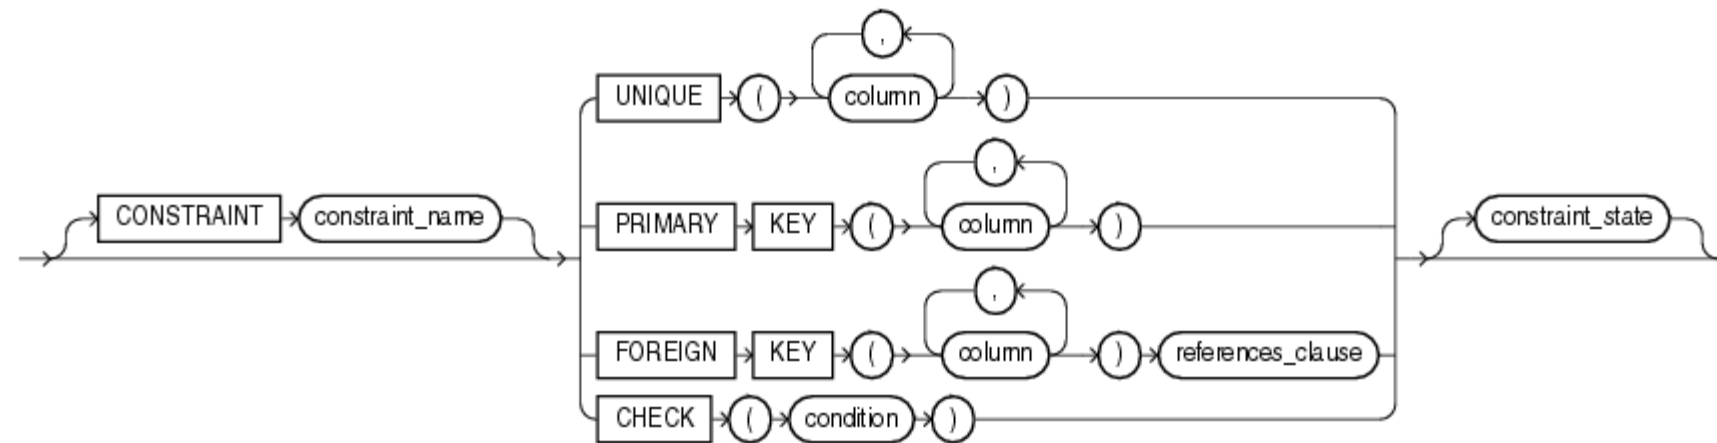 ,
UNIQUE ( column )
,
CONSTRAINT constraint_name PRIMARY KEY ( column ) constraint_state
,
FOREIGN KEY ( column ) references_clause
CHECK ( condition )